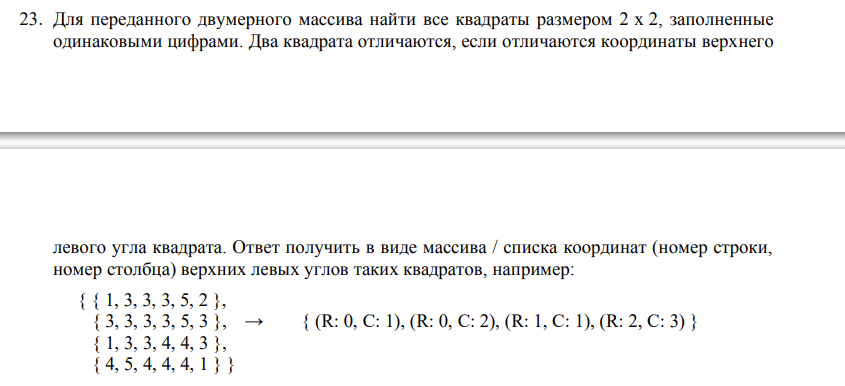 23. Для переданного двумерного массива найти все квадраты размером 2 x 2, заполненные
одинаковыми цифрами. Два квадрата отличаются, если отличаются координаты верхнего
левого угла квадрата. Ответ получить в виде массива / списка координат (номер строки,
номер столбца) верхних левых углов таких квадратов, например:
{ { 1, 3, 3, 3, 5, 2 },
{ 3, 3, 3, 3, 5, 3 }, → { (R: 0, C: 1), (R: 0, C: 2), (R: 1, C: 1), (R: 2, C: 3) }
{ 1, 3, 3, 4, 4, 3 },
{ 4, 5, 4, 4, 4, 1 } }